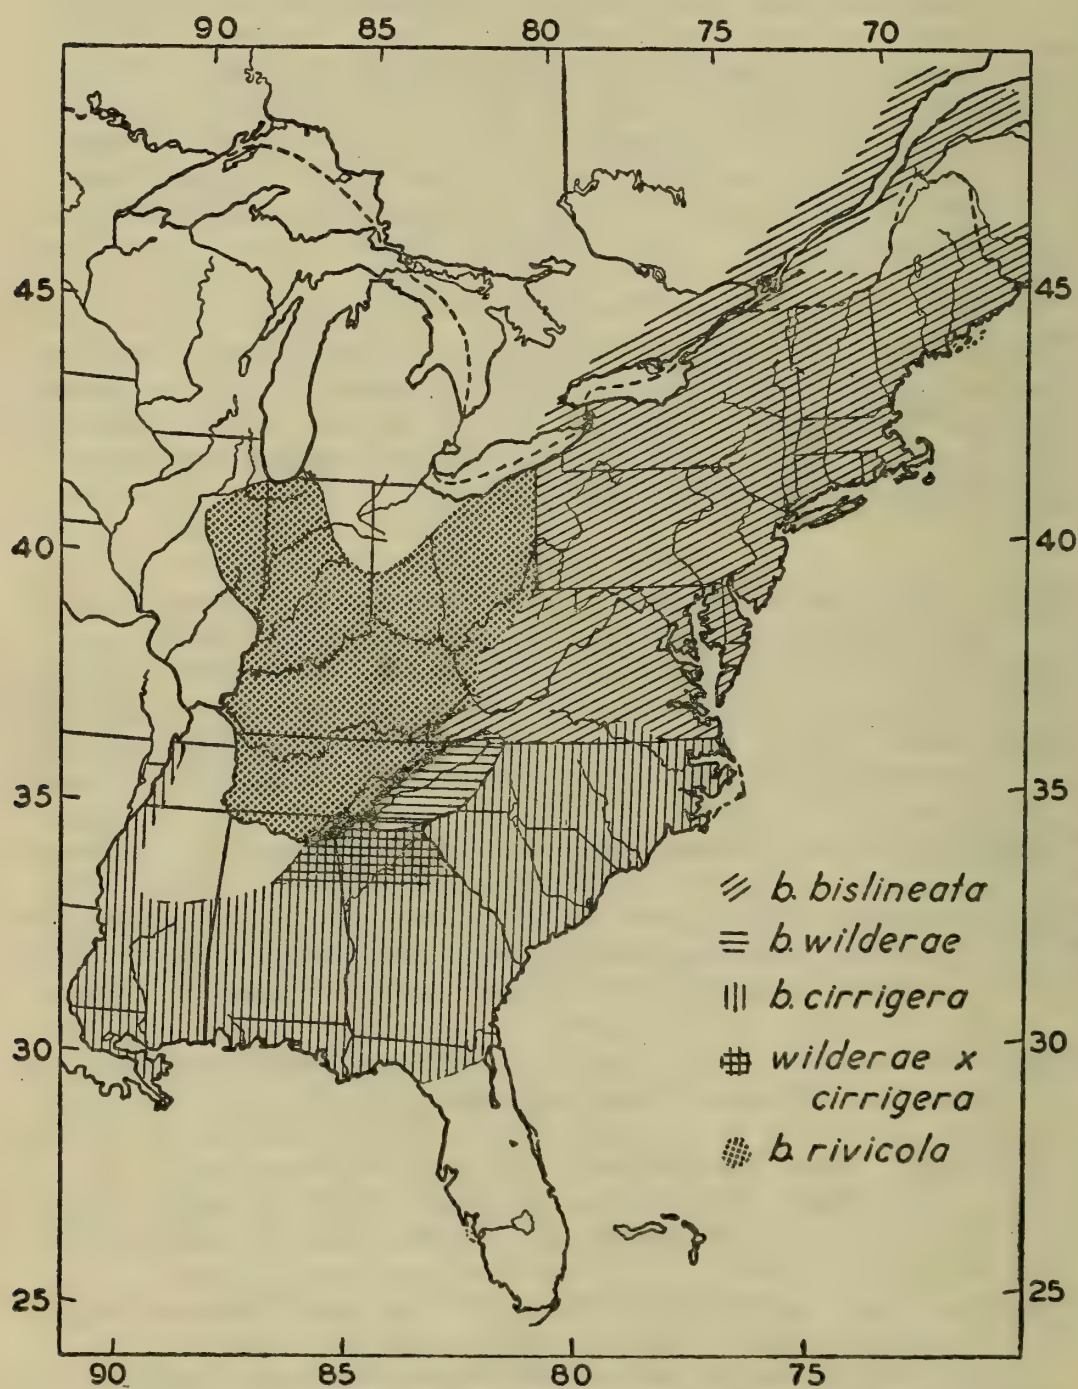 90 85 80 75 70
45 45
40 40
35 35
b. bislineata
b. wilderae
b. cirrigera
30 30
wilderae x
cirrigera
b. rivicola
25 25
90 85 80 75